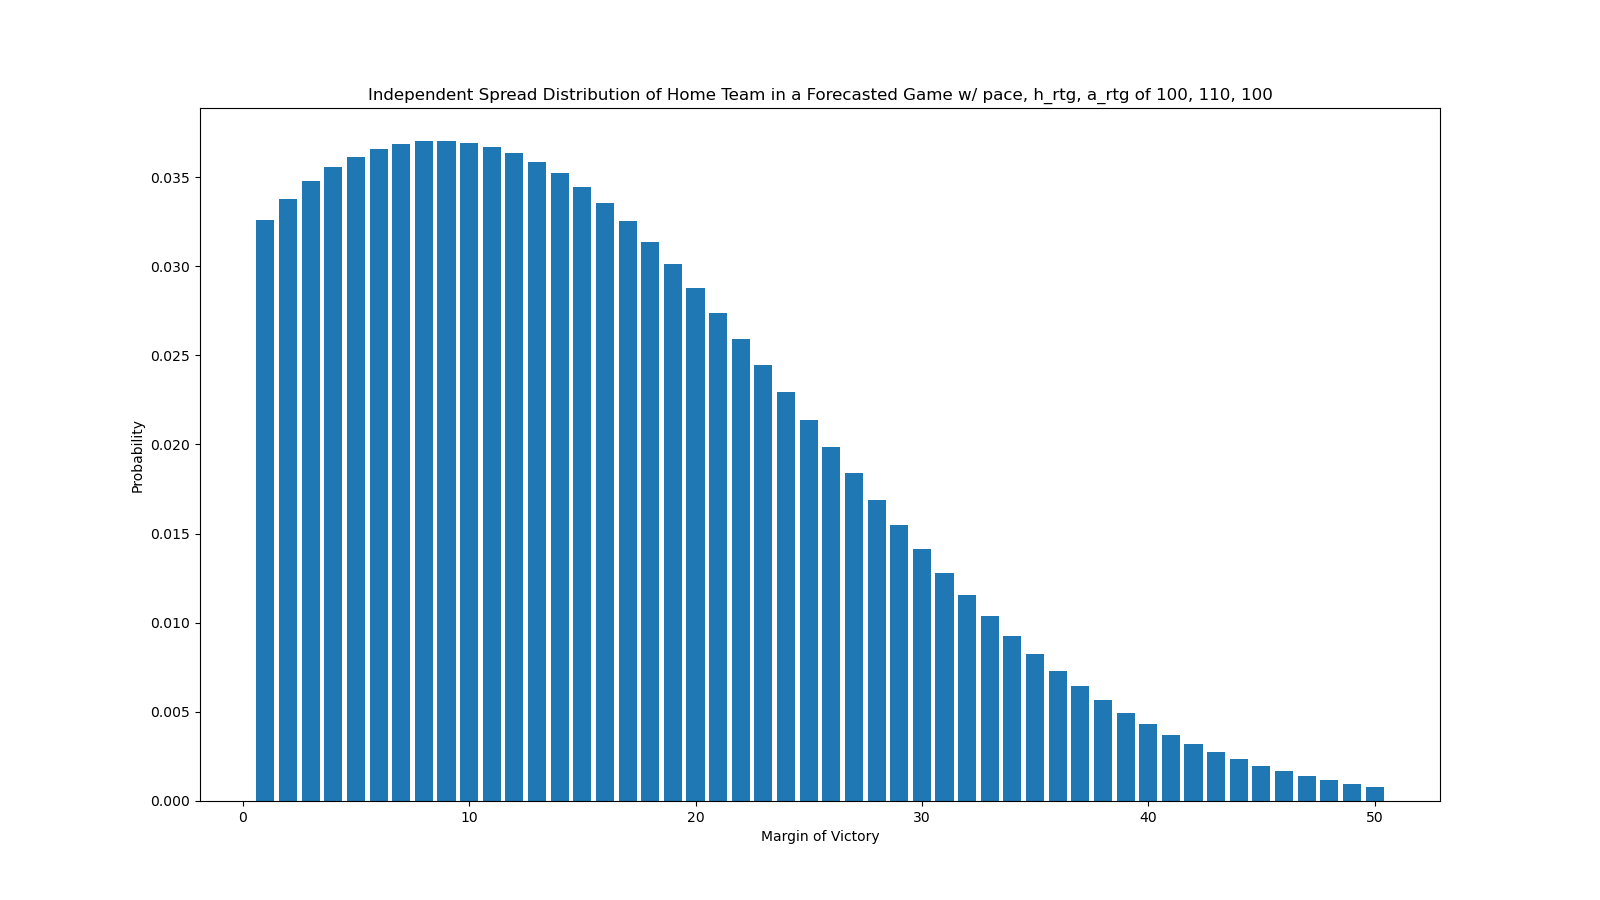 Independent Spread Distribution of Home Team in a Forecasted Game w/ pace, h_rtg, a_rtg of 100, 110, 100
0.035
0.030
0.025
0.020
0.015
0.010
0.005
0.000
Probability
0 10 20 30 40 50
Margin of Victory